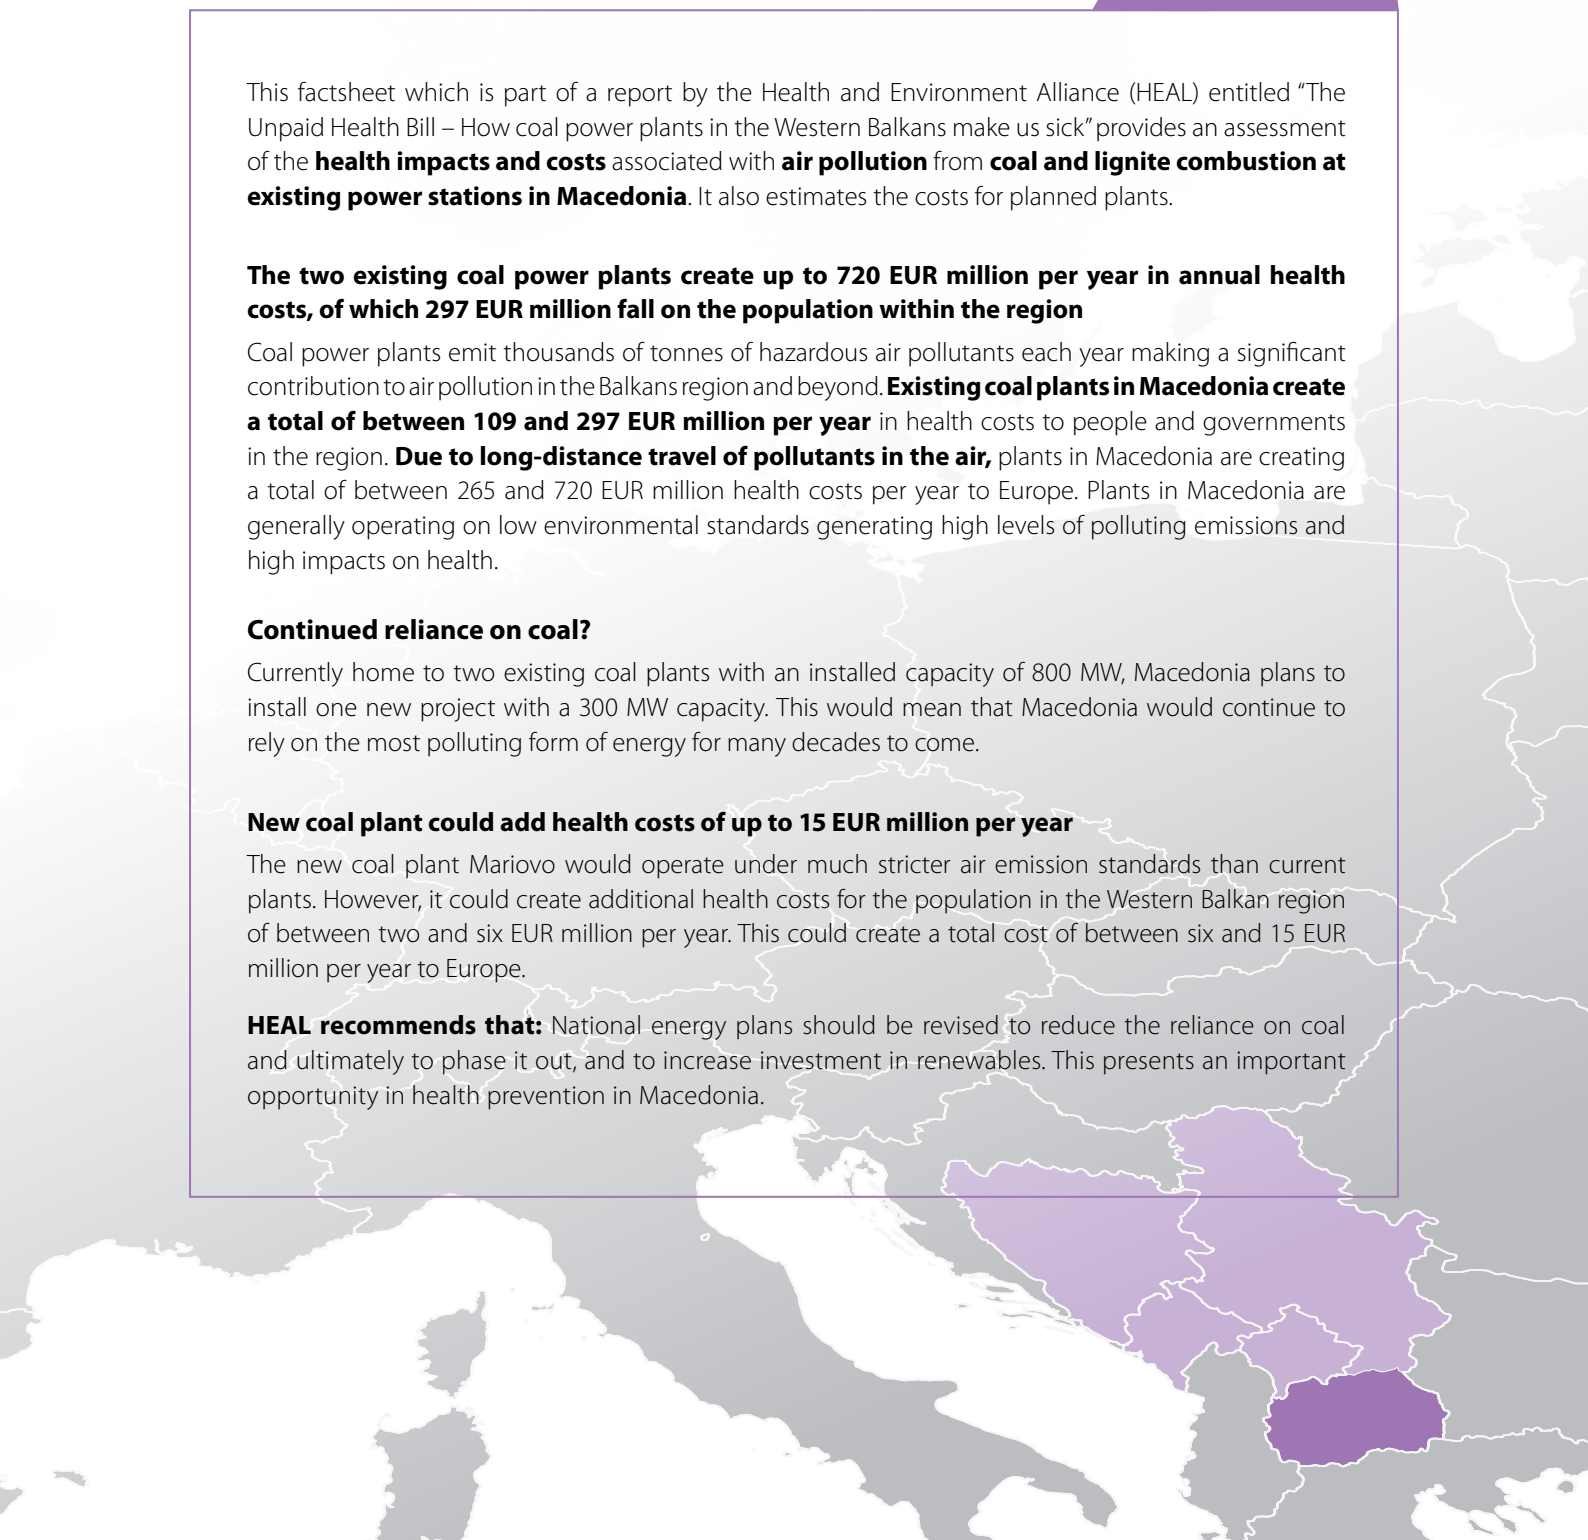 This factsheet which is part of a report by the Health and Environment Alliance (HEAL) entitled “The
Unpaid Health Bill – How coal power plants in the Western Balkans make us sick” provides an assessment
of the health impacts and costs associated with air pollution from coal and lignite combustion at
existing power stations in Macedonia. It also estimates the costs for planned plants.
The two existing coal power plants create up to 720 EUR million per year in annual health
costs, of which 297 EUR million fall on the population within the region
Coal power plants emit thousands of tonnes of hazardous air pollutants each year making a significant
contribution to air pollution in the Balkans region and beyond. Existing coal plants in Macedonia create
a total of between 109 and 297 EUR million per year in health costs to people and governments
in the region. Due to long-distance travel of pollutants in the air, plants in Macedonia are creating
a total of between 265 and 720 EUR million health costs per year to Europe. Plants in Macedonia are
generally operating on low environmental standards generating high levels of polluting emissions and
high impacts on health.
Continued reliance on coal?
Currently home to two existing coal plants with an installed capacity of 800 MW, Macedonia plans to
install one new project with a 300 MW capacity. This would mean that Macedonia would continue to
rely on the most polluting form of energy for many decades to come.
New coal plant could add health costs of up to 15 EUR million per year
The new coal plant Mariovo would operate under much stricter air emission standards than current
plants. However, it could create additional health costs for the population in the Western Balkan region
of between two and six EUR million per year. This could create a total cost of between six and 15 EUR
million per year to Europe.
HEAL recommends that: National energy plans should be revised to reduce the reliance on coal
and ultimately to phase it out, and to increase investment in renewables. This presents an important
opportunity in health prevention in Macedonia.